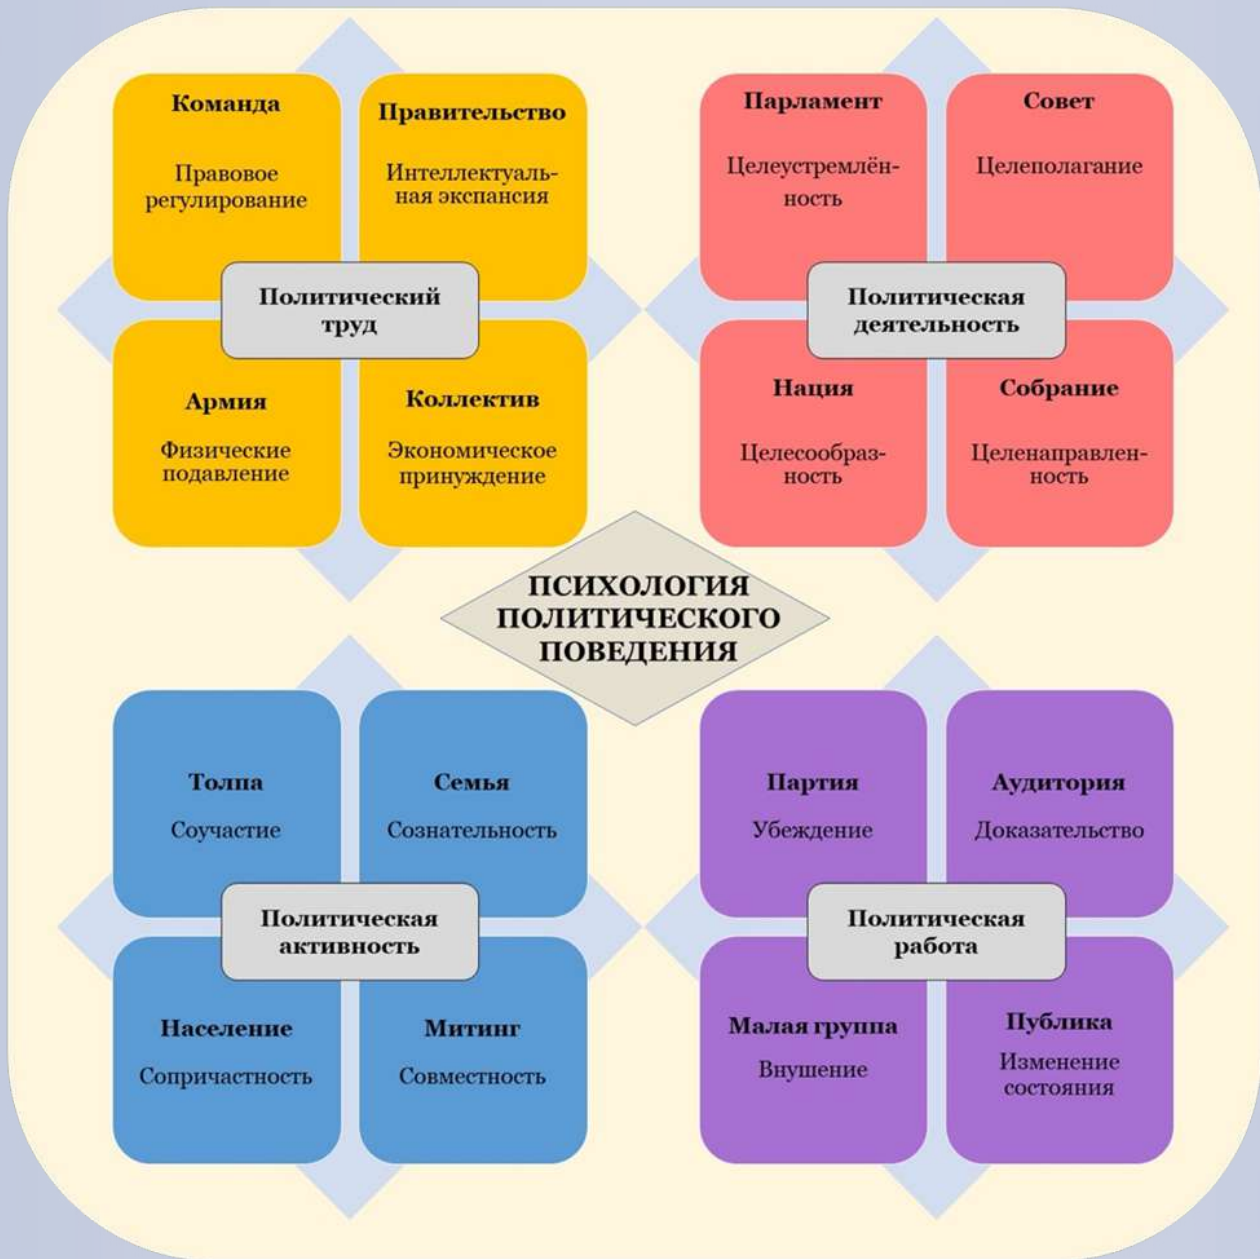 Команда
Правовое
регулирование
Правительство
Интеллектуаль-
ная экспансия
Политический
труд
Армия
Физические
подавление
Коллектив
Экономическое
принуждение
Парламент
Целеустремлён-
ность
Совет
Целеполагание
Политическая
деятельность
Нация
Целесообраз-
ность
Собрание
Целенаправлен-
ность
ПСИХОЛОГИЯ
ПОЛИТИЧЕСКОГО
ПОВЕДЕНИЯ
Толпа
Соучастие
Семья
Сознательность
Политическая
активность
Население
Сопричастность
Митинг
Совместность
Партия
Убеждение
Аудитория
Доказательство
Политическая
работа
Малая группа
Внушение
Публика
Изменение
состояния